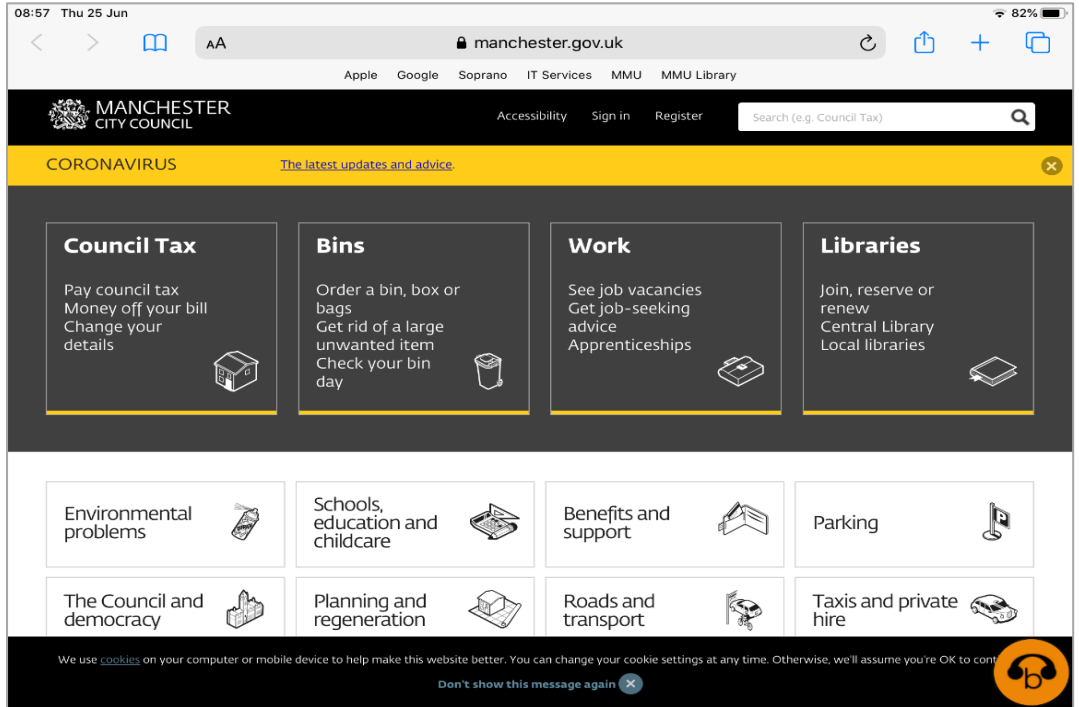 08:57 Thu 25 Jun
82%
AA
manchester.gov.uk
Apple Google Soprano IT Services MMU MMU Library
MANCHESTER
CITY COUNCIL
Accessibility Sign in Register
Search (e.g. Council Tax)
CORONAVIRUS
The latest updates and advice.
Council Tax
Pay council tax
Money off your bill
Change your
details
Bins
Order a bin, box or
bags
Get rid of a large
unwanted item
Check your bin
day
Work
See job vacancies
Get job-seeking
advice
Apprenticeships
Libraries
Join, reserve or
renew
Central Library
Local libraries
Environmental
problems
Schools,
education and
childcare
Benefits and
support
Parking
P
The Council and
democracy
Planning and
regeneration
Roads and
transport
Taxis and private
hire
We use cookies on your computer or mobile device to help make this website better. You can change your cookie settings at any time. Otherwise, we'll assume you're OK to cont
Don't show this message again
b